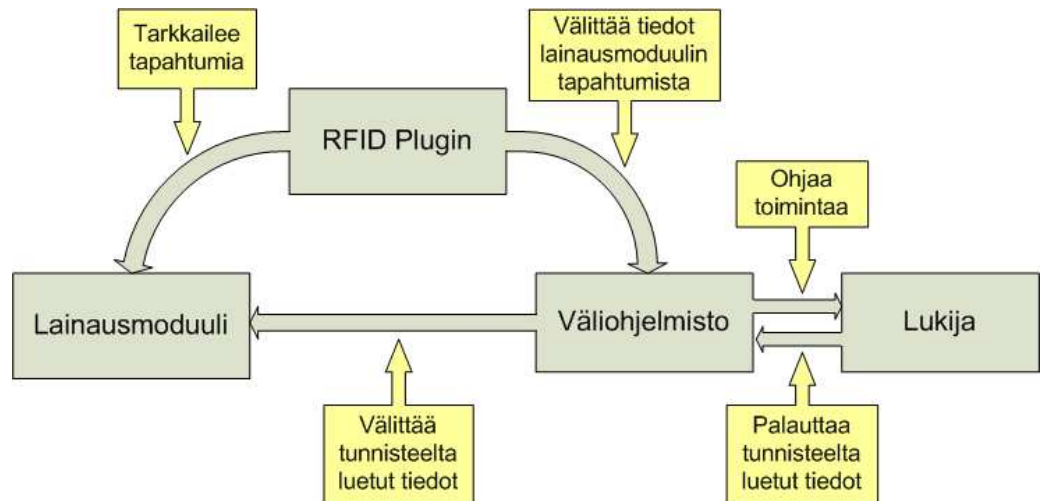 Tarkkailee
tapahtumia
Välittää tiedot
lainausmoduulin
tapahtumista
RFID Plugin
Ohjaa
toimintaa
Lainausmoduuli
Väliohjelmisto
Lukija
Välittää
tunnisteelta
luetut tiedot
Palauttaa
tunnisteelta
luetut tiedot